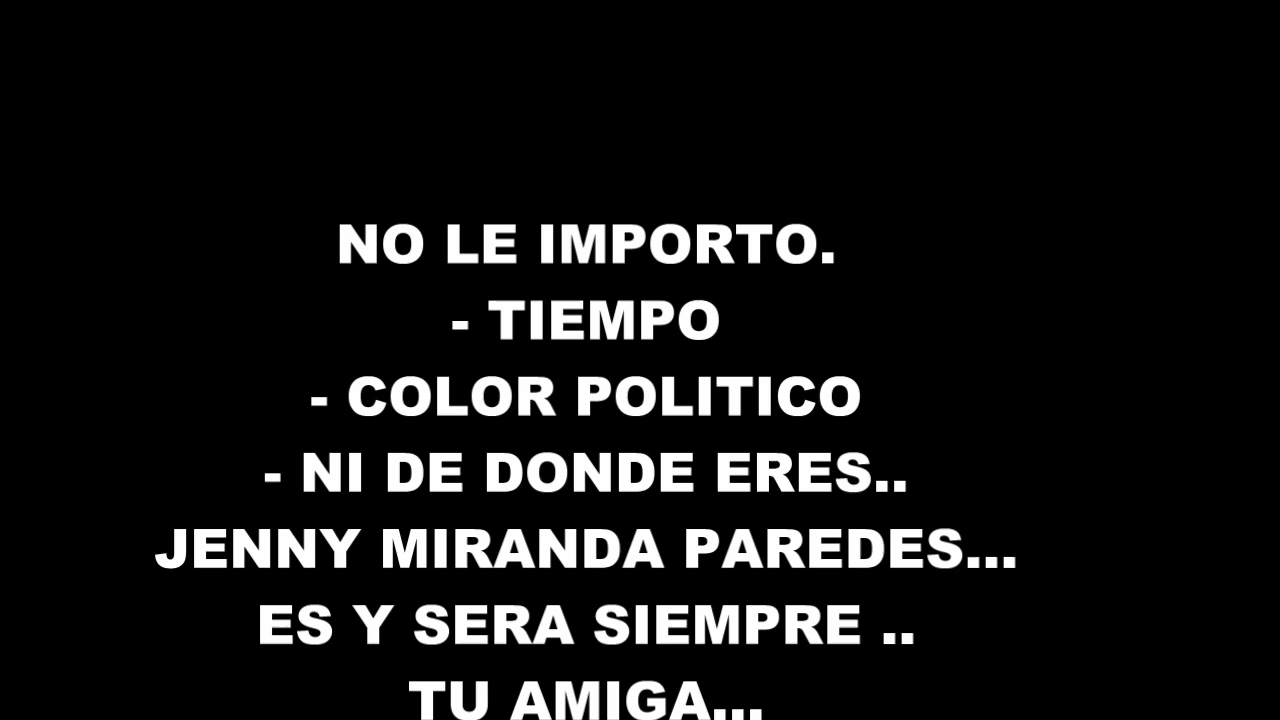 NO LE IMPORTO.
- TIEMPO
- COLOR POLITICO
- NI DE DONDE ERES..
JENNY MIRANDA PAREDES...
ES Y SERA SIEMPRE ..
TU AMIGA...